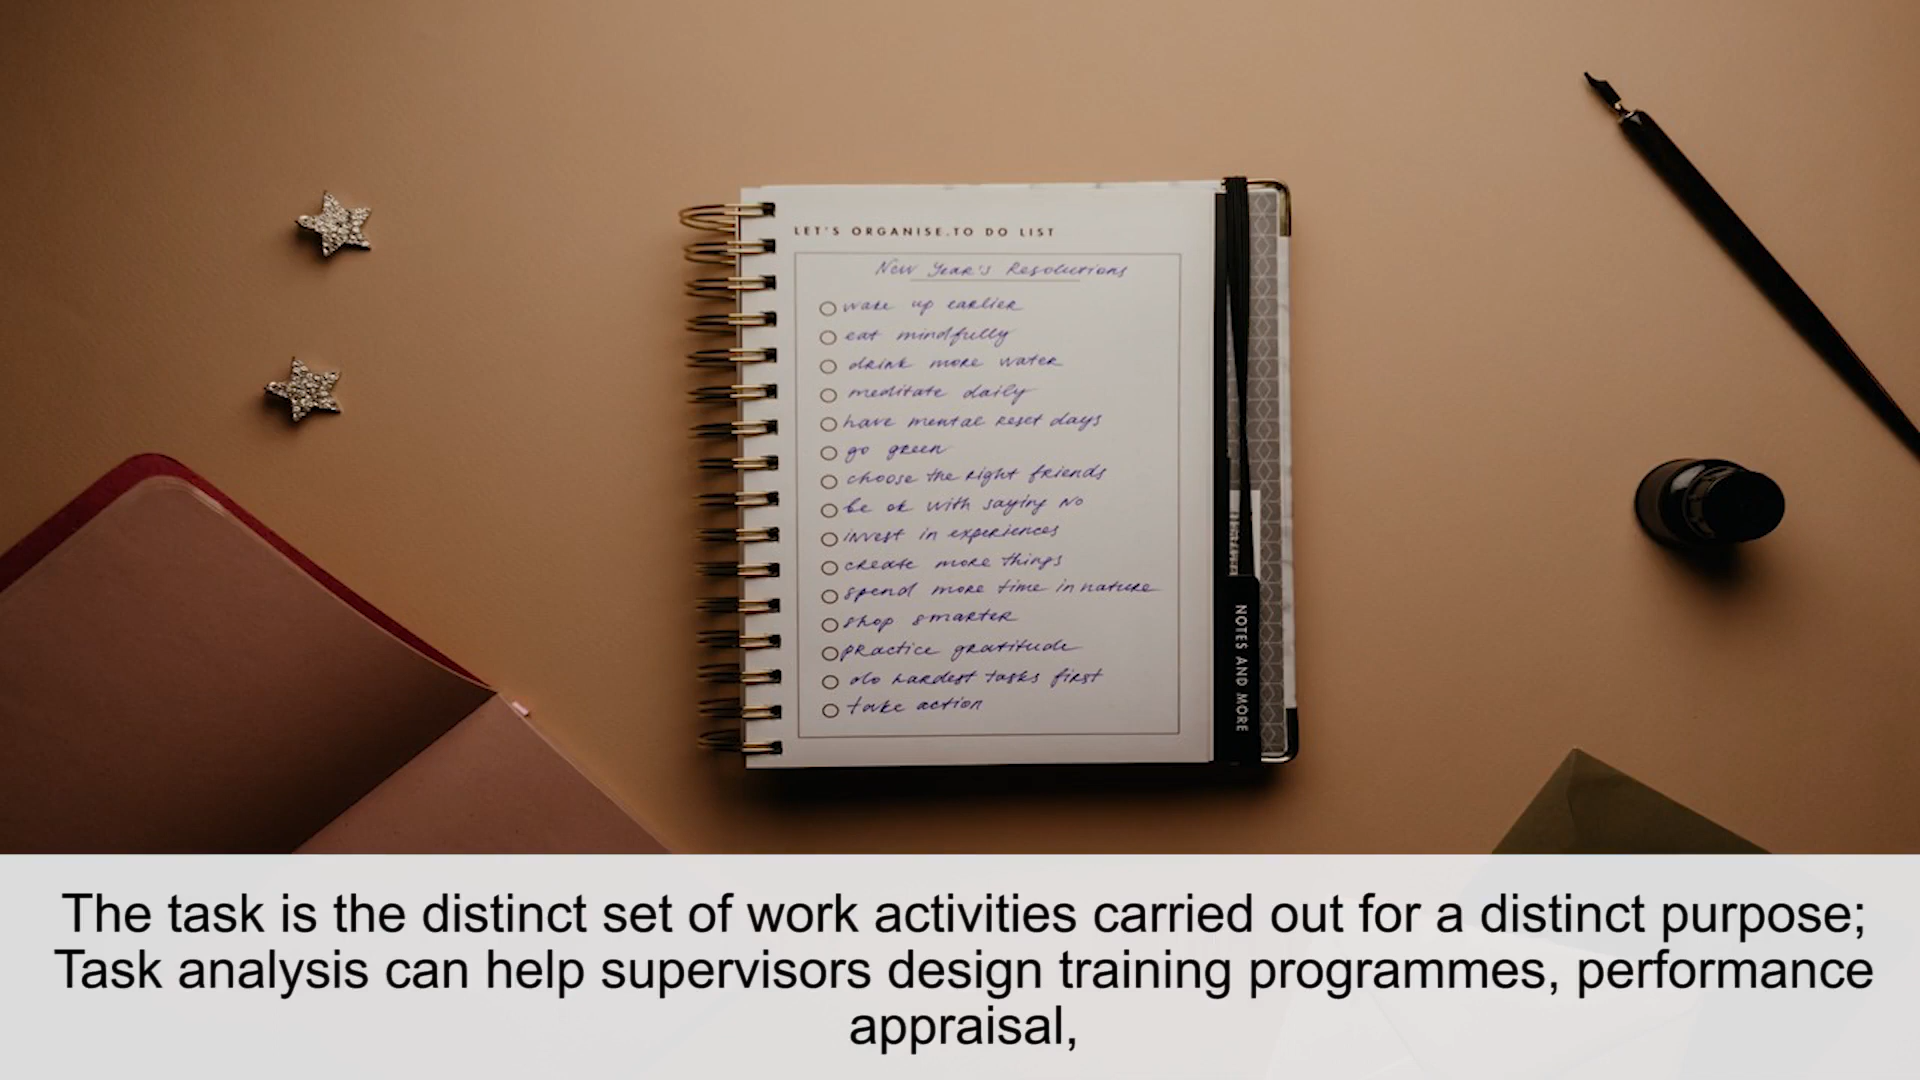 LET'S ORGANISE.TO DO LIST
New Year's Resolutions
wake up earlier
eat mindfully
drink more water
meditate daily
have mental reset days
go green
choose the right friends
be ok with saying No
invest in experiences
create more things
spend more time in nature
shop smarter
practice gratitude
do hardest tasks first
take action
NOTES AND MORE
The task is the distinct set of work activities carried out for a distinct purpose;
Task analysis can help supervisors design training programmes, performance
appraisal,